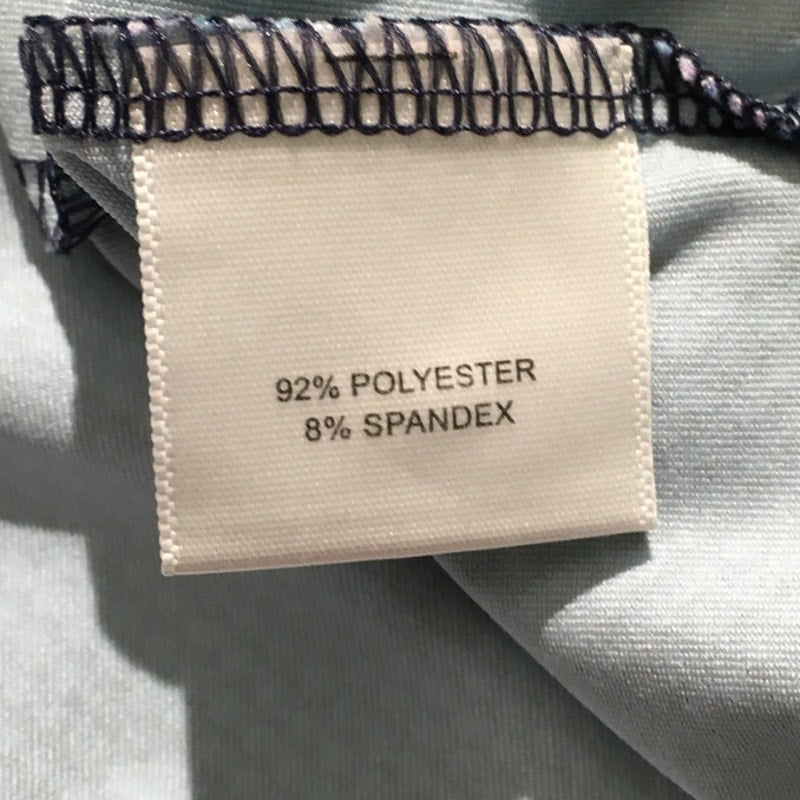 92% POLYESTER
8% SPANDEX